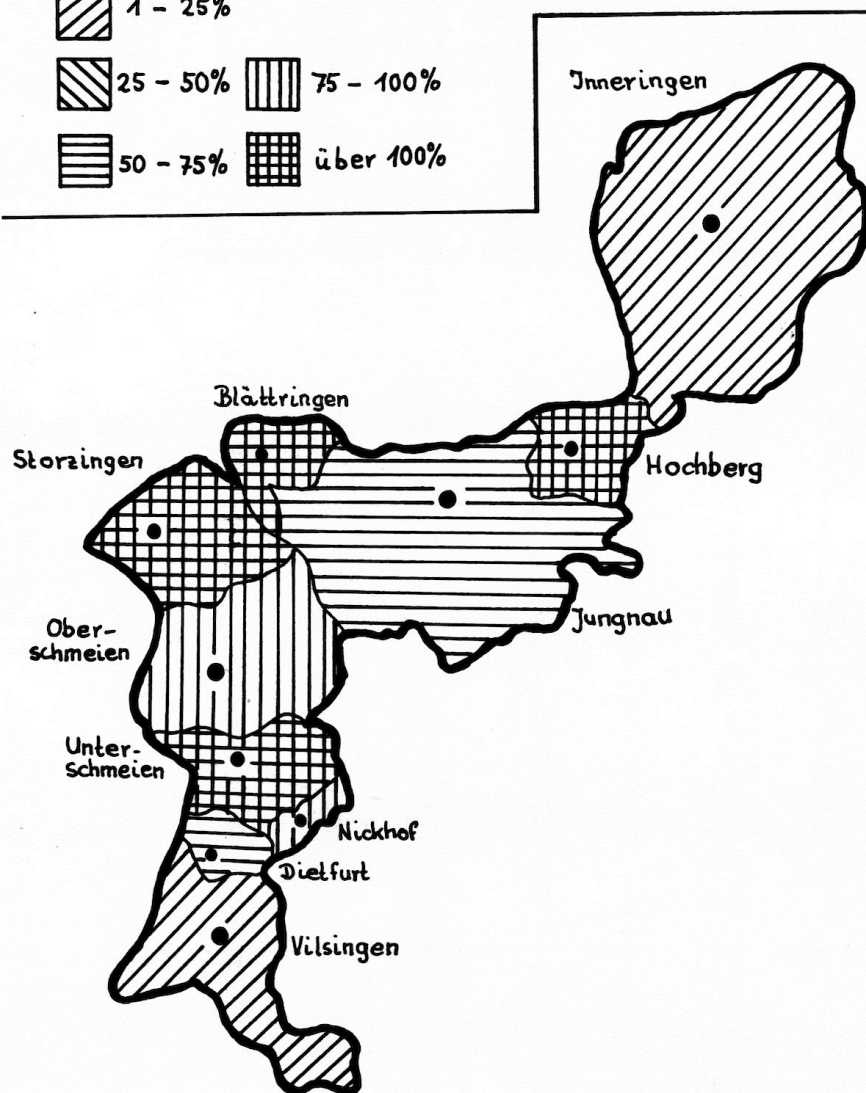 1 - 25%
25 - 50%
75 - 100%
50 - 75%
über 100%
Inneringen
Blättringen
Storzingen
Hochberg
Jungnau
Ober-
schmeien
Unter-
schmeien
Nickhof
Dietfurt
Vilsingen